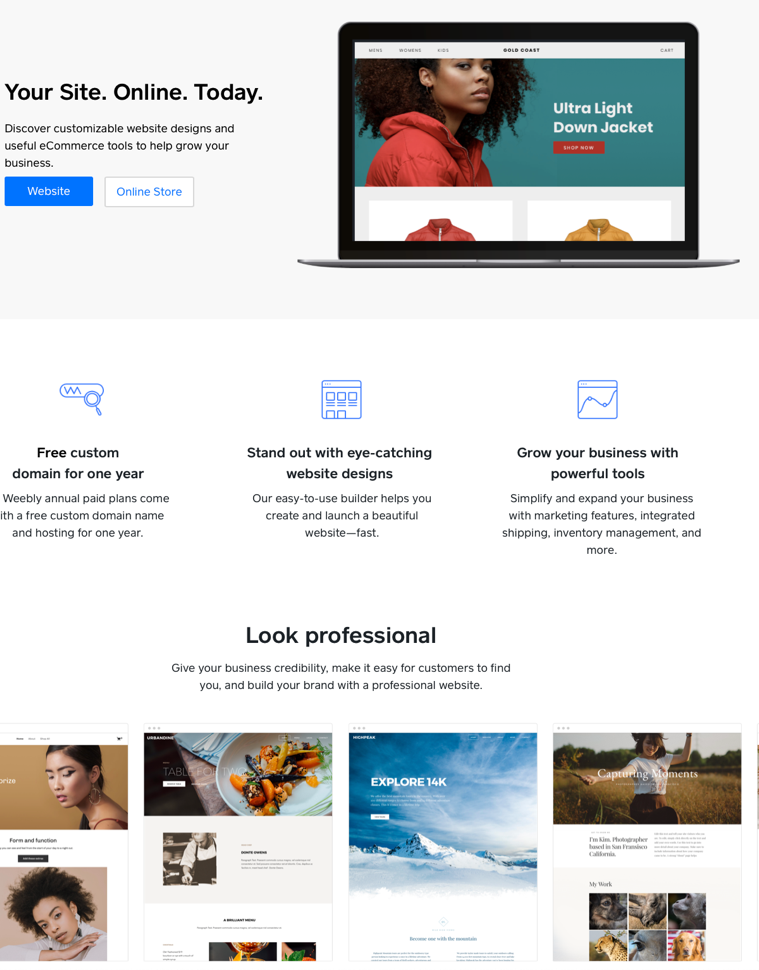 MENS WOMENS KIDS GOLD COAST CART
Your Site. Online. Today.
Ultra Light
Down Jacket
SHOP NOW
Discover customizable website designs and
useful eCommerce tools to help grow your
business.
Website Online Store
Free custom
domain for one year
Weebly annual paid plans come
ith a free custom domain name
and hosting for one year.
Stand out with eye-catching
website designs
Our easy-to-use builder helps you
create and launch a beautiful
website—fast.
Grow your business with
powerful tools
Simplify and expand your business
with marketing features, integrated
shipping, inventory management, and
more.
Look professional
Give your business credibility, make it easy for customers to find
you, and build your brand with a professional website.
orize
Form and function
URBANDINE
TABLE FOR TWO
DONTE OWENS
A BRILLIANT MENU
HIGHPEAK
EXPLORE 14K
Become one with the mountain
Capturing Moments
I'm Kim. Photographer
based in San Francisco
California.
My Work